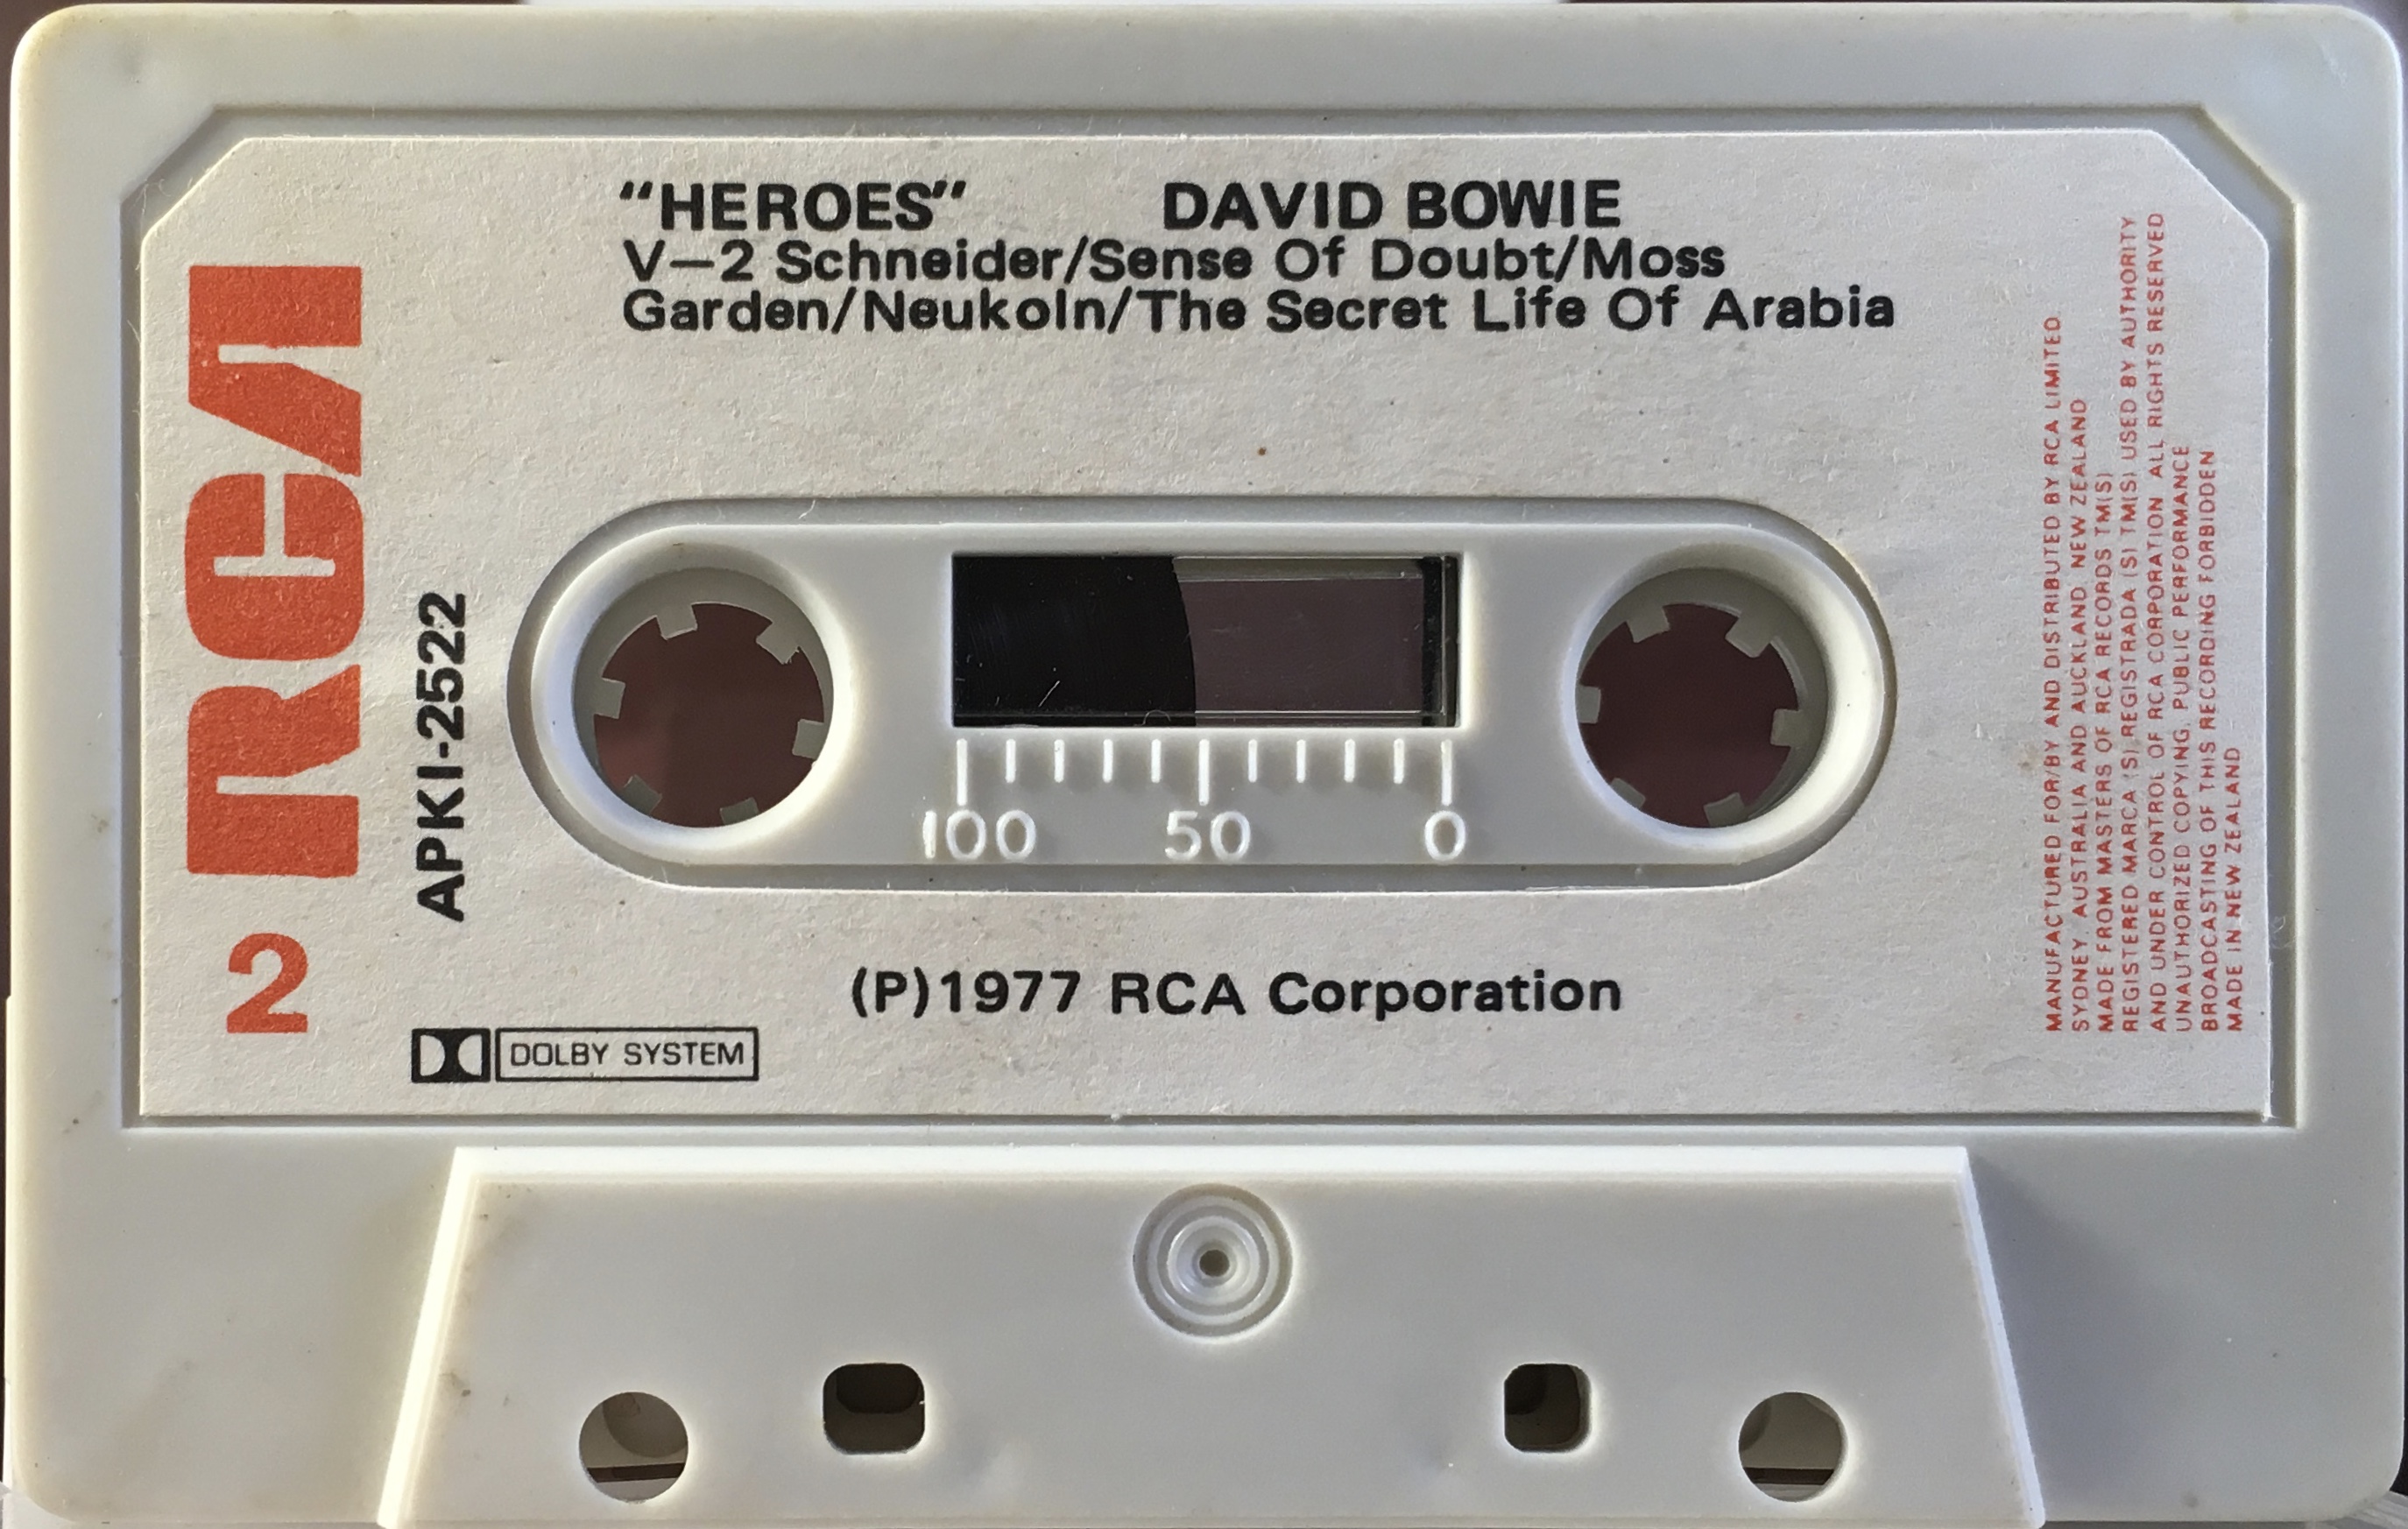 "HEROES" DAVID BOWIE
V–2 Schneider/Sense Of Doubt/Moss
Garden/Neukoln/The Secret Life Of Arabia
RCA
2
APKI-2522
100 50 0
(P)1977 RCA Corporation
DOLBY SYSTEM
MANUFACTURED FOR/BY AND DISTRIBUTED BY RCA LIMITED
SYDNEY, AUSTRALIA AND AUCKLAND, NEW ZEALAND
MADE FROM MASTERS OF RCA RECORDS TM(S)
REGISTERED MARCA (S) REGISTRADA (S) TM(S) USED BY AUTHORITY
AND UNDER CONTROL OF RCA CORPORATION. ALL RIGHTS RESERVED
UNAUTHORIZED COPYING, PUBLIC PERFORMANCE
BROADCASTING OF THIS RECORDING FORBIDDEN
MADE IN NEW ZEALAND